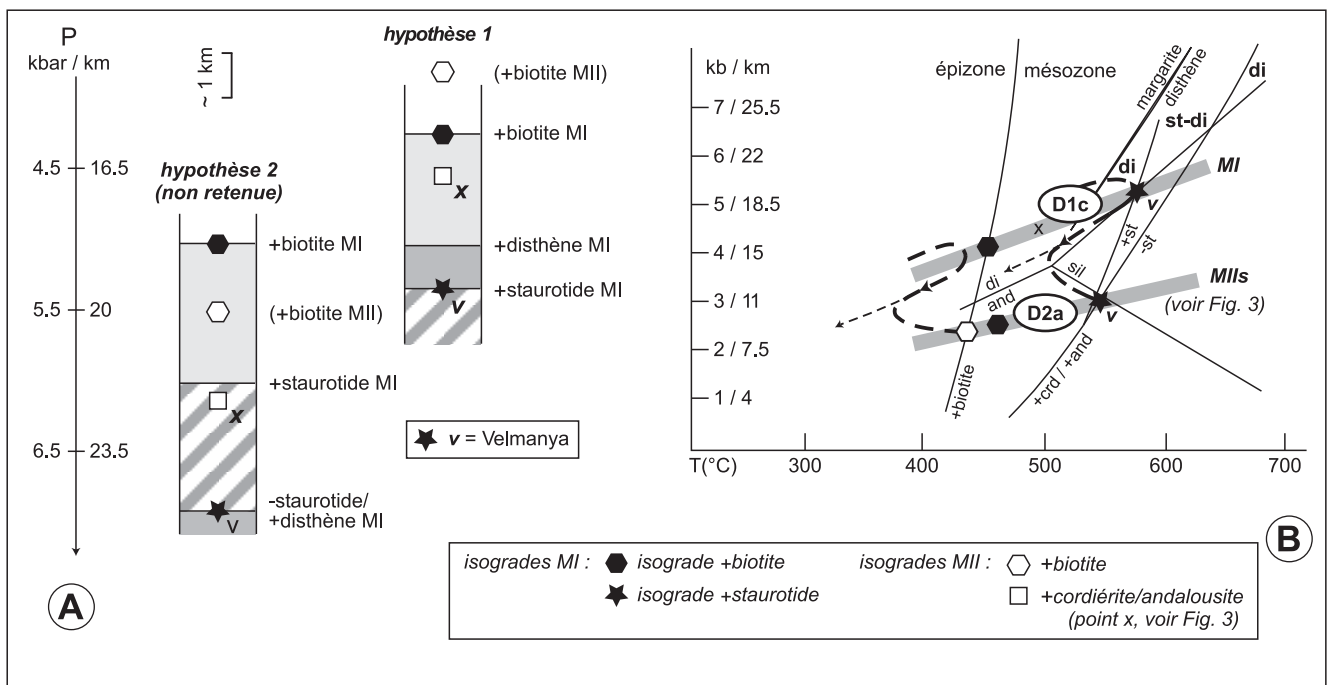 P
kbar / km
~ 1 km
4.5
16.5
5.5
20
6.5
23.5
hypothèse 2
(non retenue)
+biotite MI
(+biotite MII)
+staurotide MI
x
-staurotide/
+disthène MI
v
hypothèse 1
(+biotite MII)
+biotite MI
x
+disthène MI
+staurotide MI
v
v = Velmanya
A
kb / km
7 / 25.5
6 / 22
5 / 18.5
4 / 15
3 / 11
2 / 7.5
1 / 4
T(°C)
300
400
500
600
700
épizone
mésozone
margarite
disthène
di
st-di
di
MI
D1c
v
x
+st
-st
di
and
sil
MIIs
(voir Fig. 3)
D2a
v
+biotite
+crd / +and
B
isogrades MI :
isograde +biotite
isograde +staurotide
isogrades MII :
+biotite
+cordiérite/andalousite
(point x, voir Fig. 3)